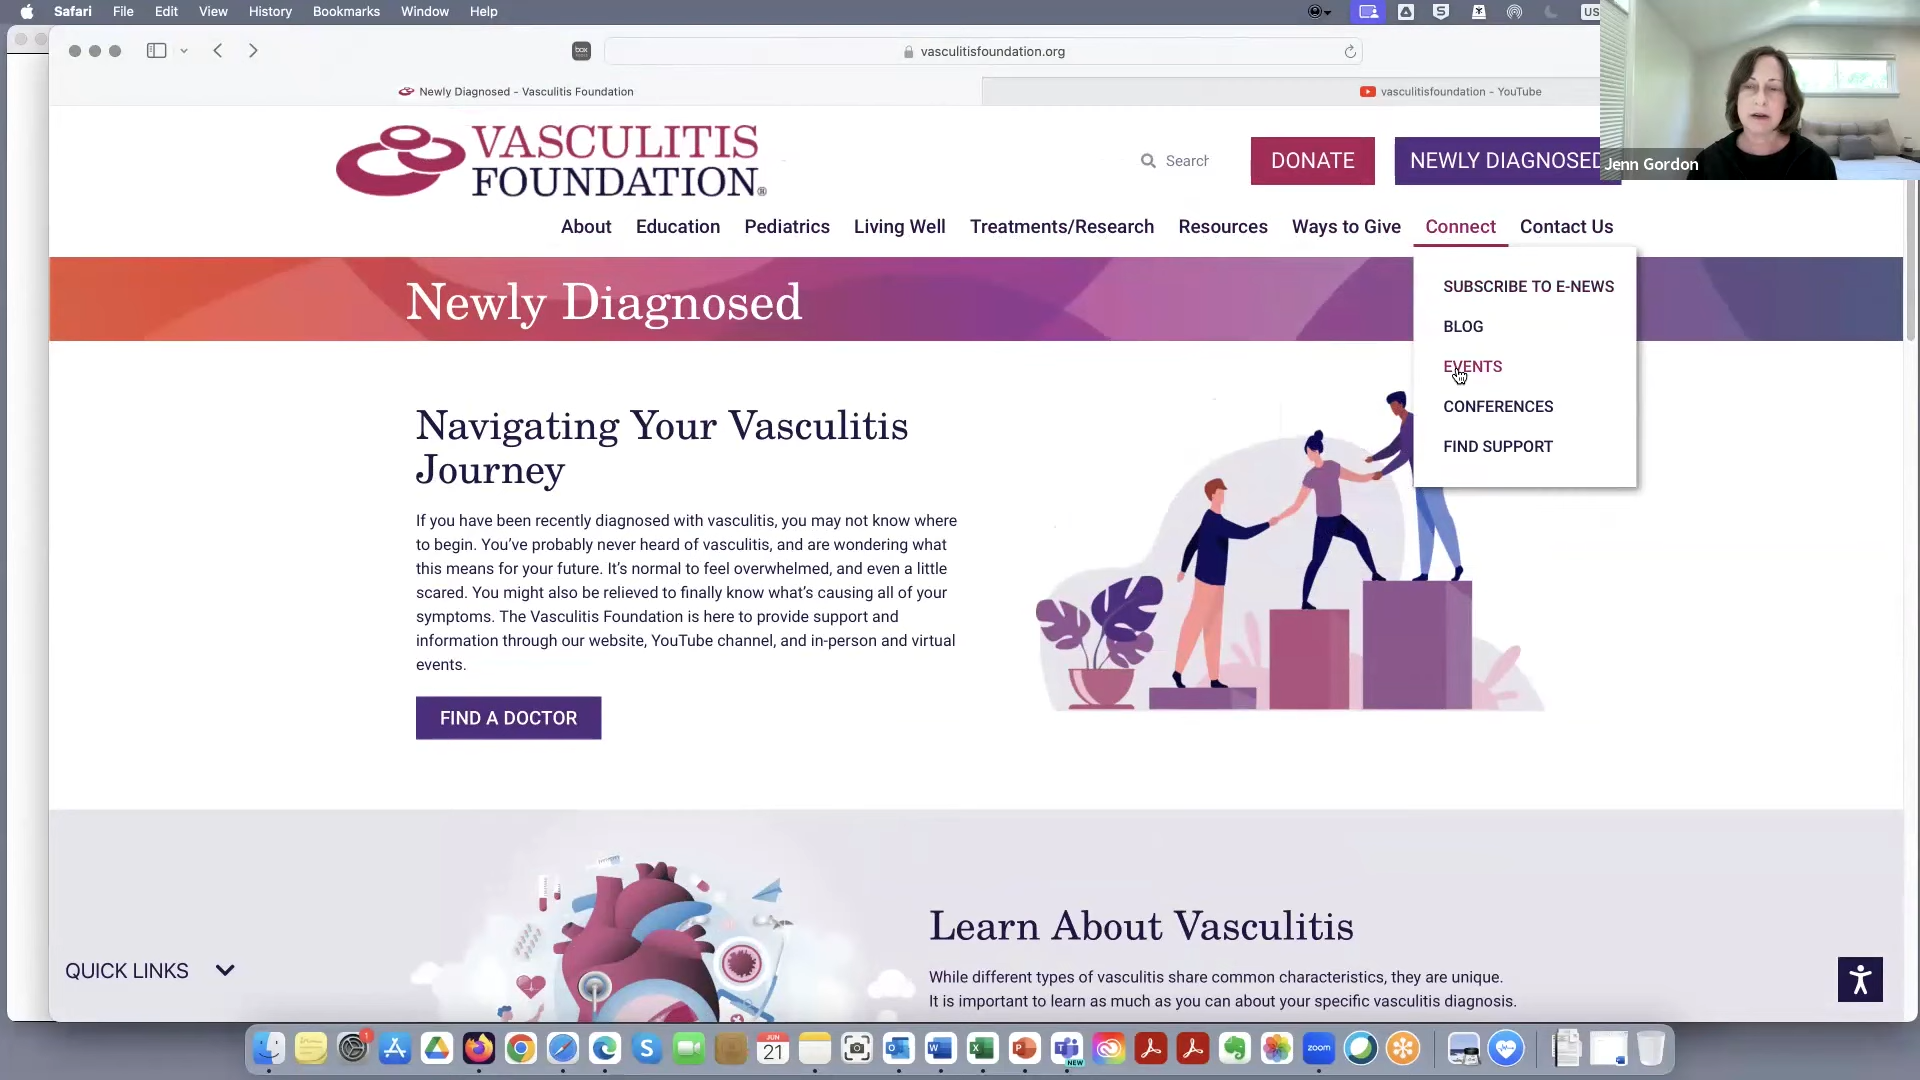 Safari File Edit View History Bookmarks Window Help
US
box
vasculitisfoundation.org
Newly Diagnosed - Vasculitis Foundation
vasculitisfoundation - YouTube
Jenn Gordon
VASCULITIS
FOUNDATION®
Search
DONATE
NEWLY DIAGNOSED
About Education Pediatrics Living Well Treatments/Research Resources Ways to Give Connect Contact Us
SUBSCRIBE TO E-NEWS
BLOG
EVENTS
CONFERENCES
FIND SUPPORT
Newly Diagnosed
Navigating Your Vasculitis
Journey
If you have been recently diagnosed with vasculitis, you may not know where
to begin. You've probably never heard of vasculitis, and are wondering what
this means for your future. It's normal to feel overwhelmed, and even a little
scared. You might also be relieved to finally know what's causing all of your
symptoms. The Vasculitis Foundation is here to provide support and
information through our website, YouTube channel, and in-person and virtual
events.
FIND A DOCTOR
Learn About Vasculitis
While different types of vasculitis share common characteristics, they are unique.
It is important to learn as much as you can about your specific vasculitis diagnosis.
QUICK LINKS
1
JUN
21
NEW
zoom